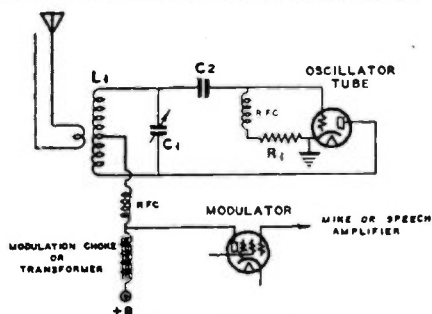 L1
C2
OSCILLATOR
TUBE
RFC
C1
R1
RFC
MODULATOR
MIKE OR SPEECH
AMPLIFIER
MODULATION CHOKE
OR
TRANSFORMER
+B